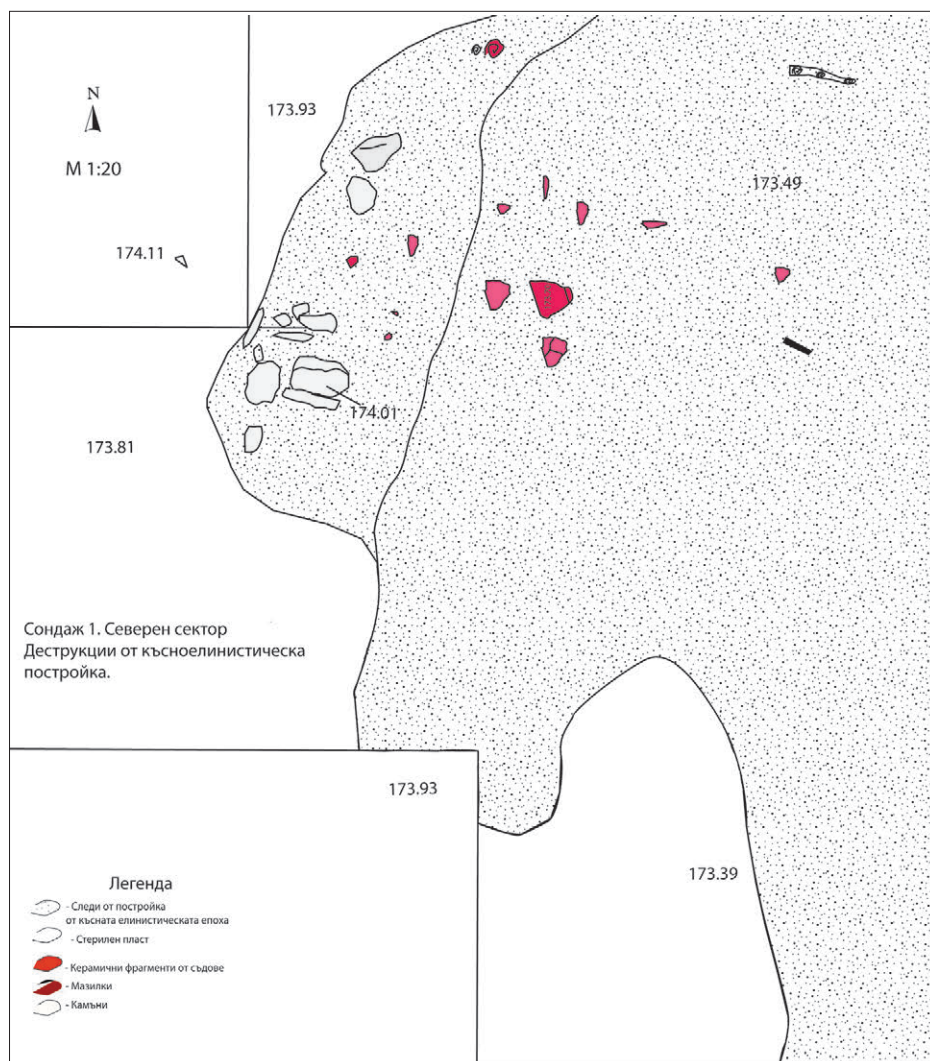 173.93
N
М 1:20
173.49
174.11
174.01
173.81
Сондаж 1. Северен сектор
Деструкции от късноелинистическа
постройка.
173.93
173.39
Легенда
- Следи от постройка
от късната елинистическата епоха
- Стерилен пласт
- Керамични фрагменти от съдове
- Мазилки
- Камъни